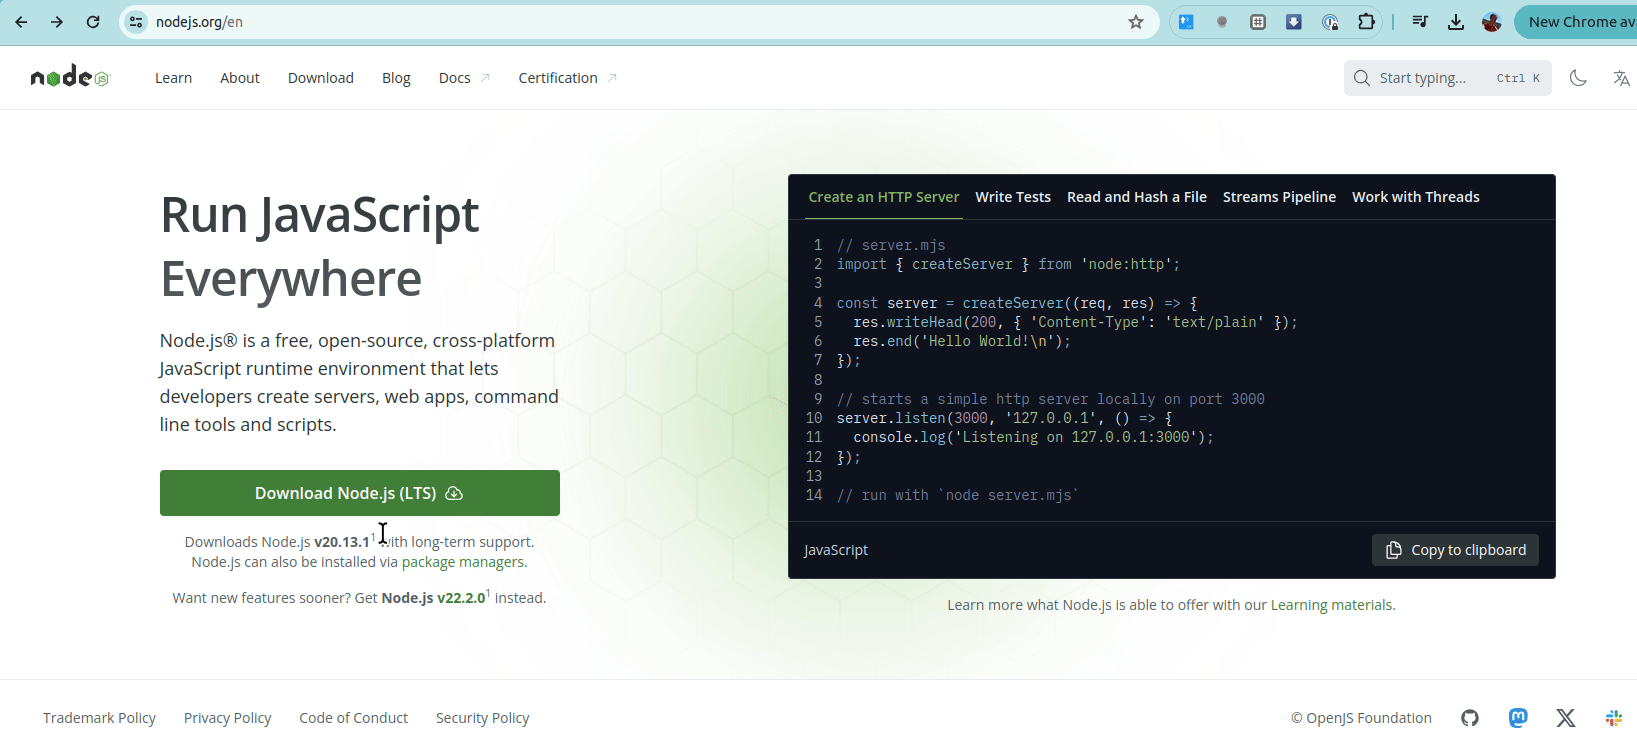 nodejs.org/en
New Chrome av
node JS
Learn About Download Blog Docs Certification
Start typing... Ctrl K
Run JavaScript
Everywhere
Node.js® is a free, open-source, cross-platform
JavaScript runtime environment that lets
developers create servers, web apps, command
line tools and scripts.
Download Node.js (LTS)
Downloads Node.js v20.13.1¹ with long-term support.
Node.js can also be installed via package managers.
Want new features sooner? Get Node.js v22.2.0¹ instead.
Create an HTTP Server Write Tests Read and Hash a File Streams Pipeline Work with Threads
1 // server.mjs
2 import { createServer } from 'node:http';
3
4 const server = createServer((req, res) => {
5 res.writeHead(200, { 'Content-Type': 'text/plain' });
6 res.end('Hello World!\n');
7 });
8
9 // starts a simple http server locally on port 3000
10 server.listen(3000, '127.0.0.1', () => {
11 console.log('Listening on 127.0.0.1:3000');
12 });
13
14 // run with `node server.mjs`
JavaScript
Copy to clipboard
Learn more what Node.js is able to offer with our Learning materials.
Trademark Policy Privacy Policy Code of Conduct Security Policy
© OpenJS Foundation